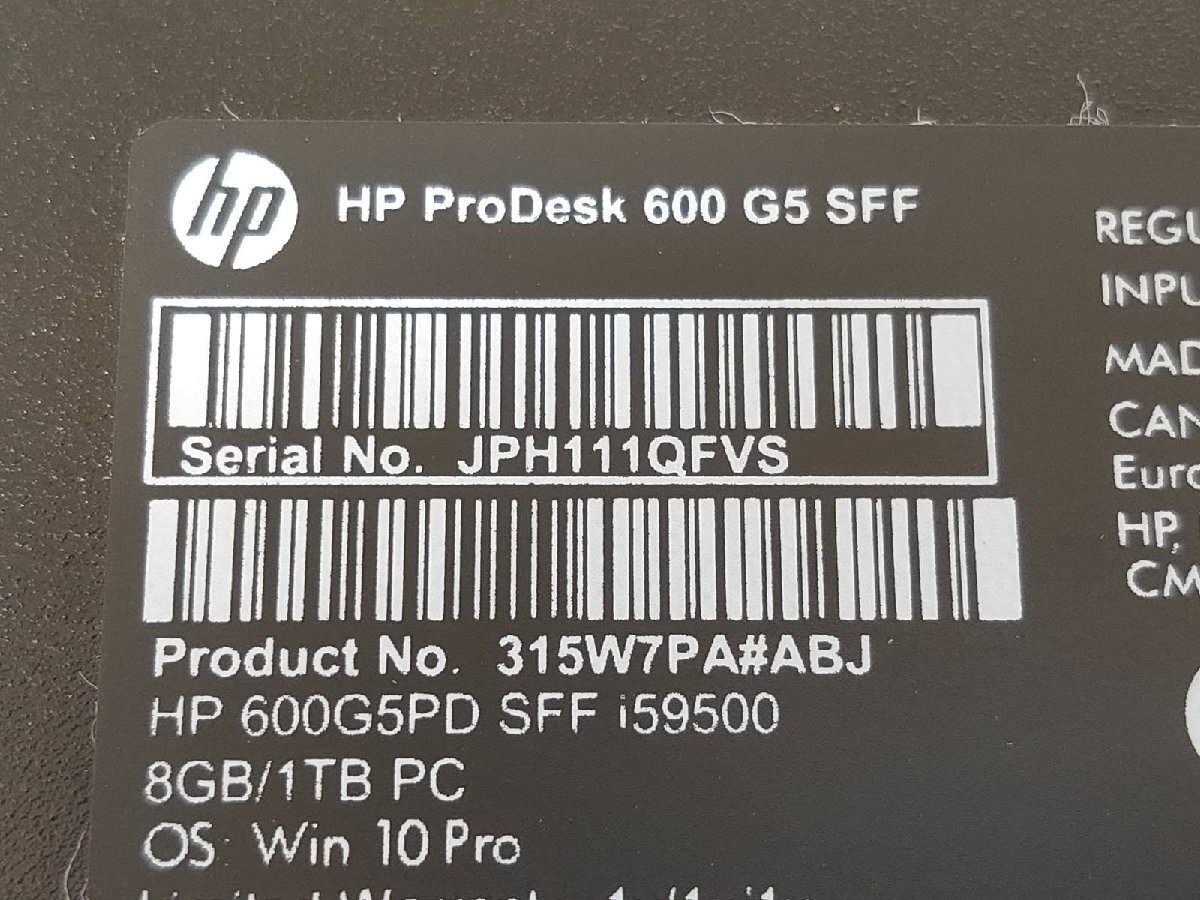 hp HP ProDesk 600 G5 SFF
Serial No. JPH111QFVS
Product No. 315W7PA#ABJ
HP 600G5PD SFF i59500
8GB/1TB PC
OS: Win 10 Pro
HP,